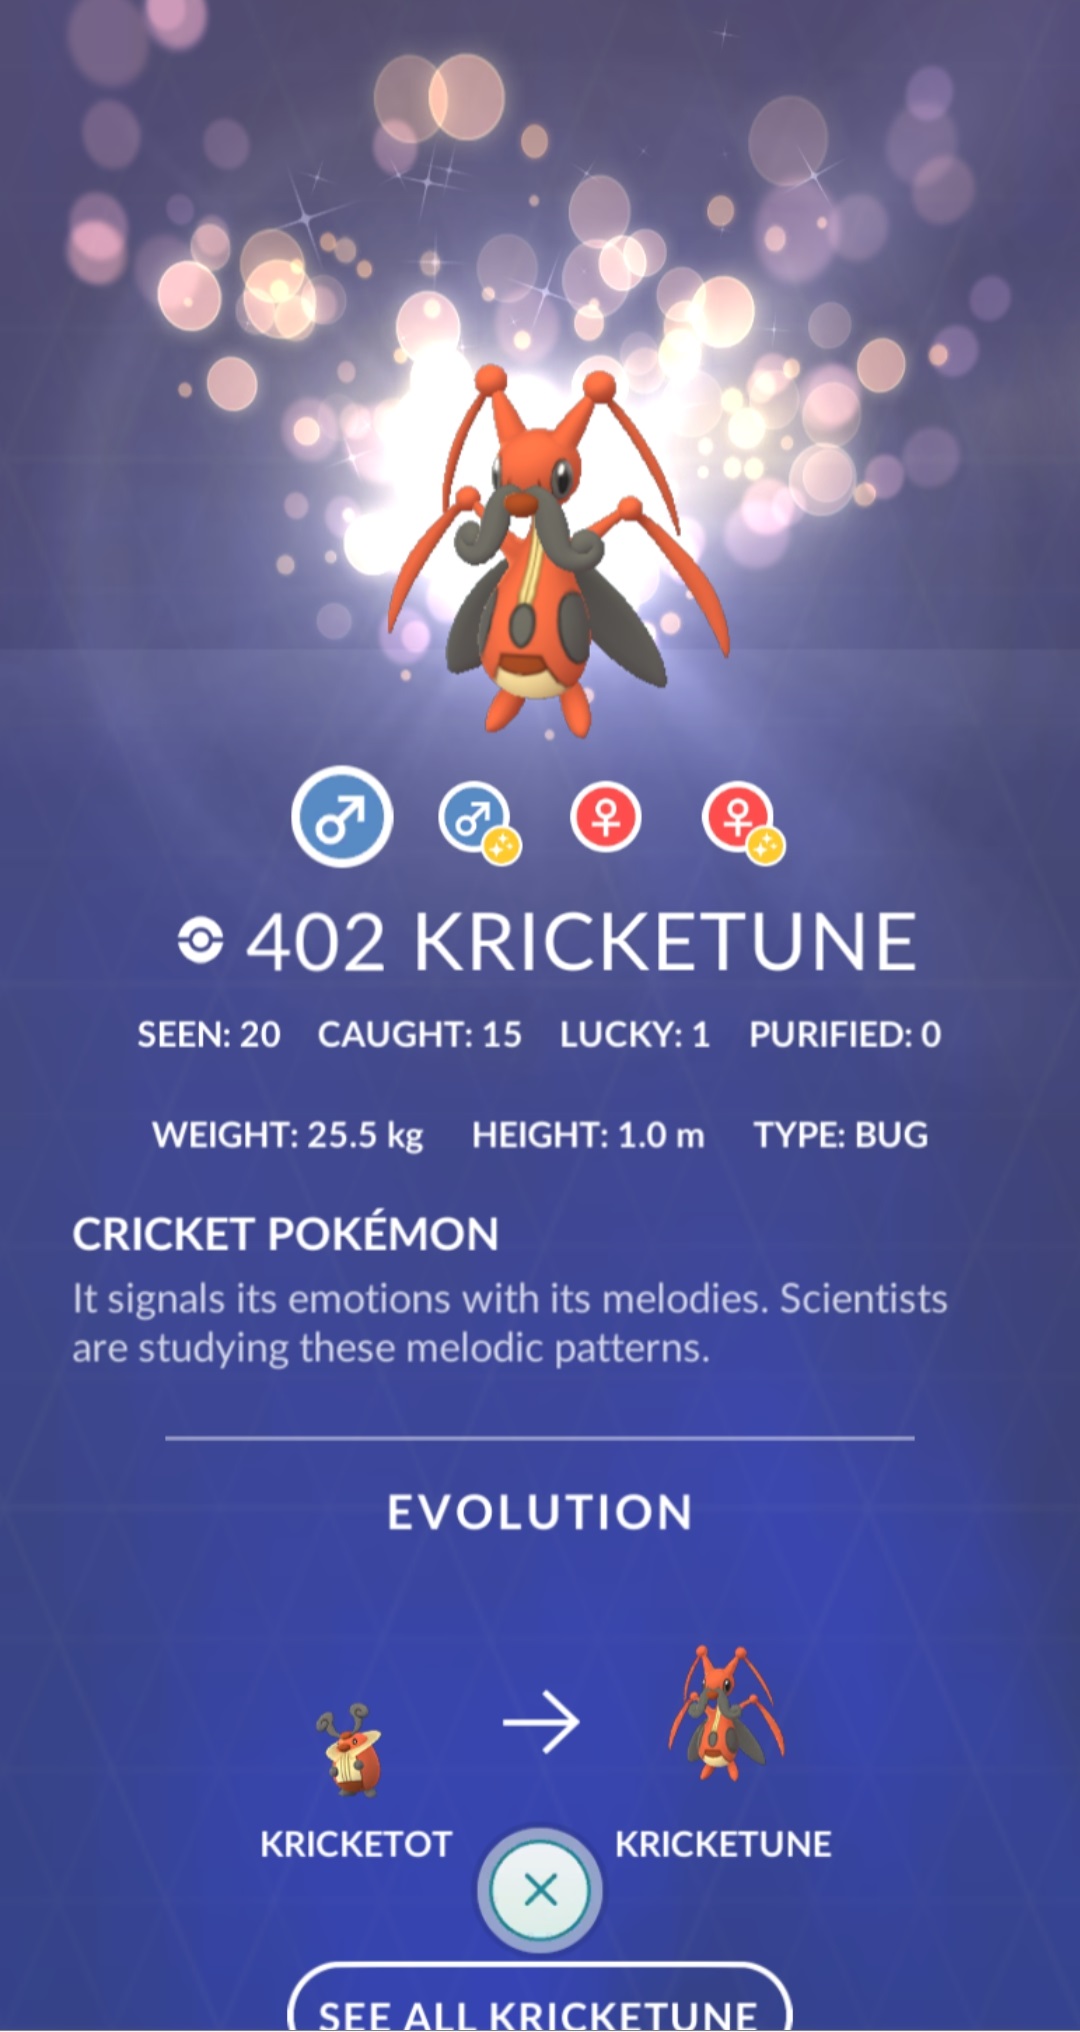 402 KRICKETUNE
SEEN: 20 CAUGHT: 15 LUCKY: 1 PURIFIED: 0
WEIGHT: 25.5 kg HEIGHT: 1.0 m TYPE: BUG
CRICKET POKÉMON
It signals its emotions with its melodies. Scientists
are studying these melodic patterns.
EVOLUTION
KRICKETOT KRICKETUNE
SEE ALL KRICKETUNE